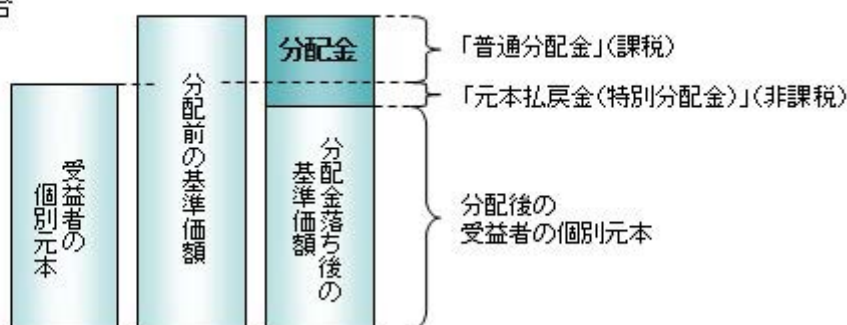 受益者の
個別元本
分配前の基準価額
分配金
分配金落ち後の
基準価額
「普通分配金」(課税)
「元本払戻金(特別分配金)」(非課税)
分配後の
受益者の個別元本